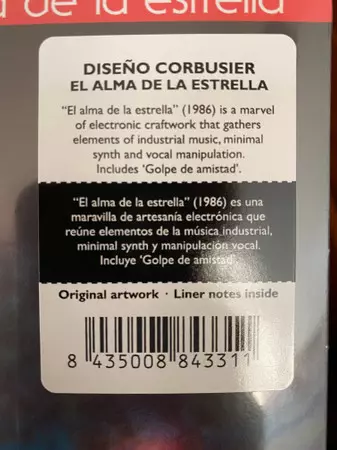 a de la estrella
DISEÑO CORBUSIER
EL ALMA DE LA ESTRELLA
“El alma de la estrella” (1986) is a marvel
of electronic craftwork that gathers
elements of industrial music, minimal
synth and vocal manipulation.
Includes ‘Golpe de amistad’.
“El alma de la estrella” (1986) es una
maravilla de artesanía electrónica que
reúne elementos de la música industrial,
minimal synth y manipulación vocal.
Incluye ‘Golpe de amistad’.
Original artwork · Liner notes inside
8 435008 843311